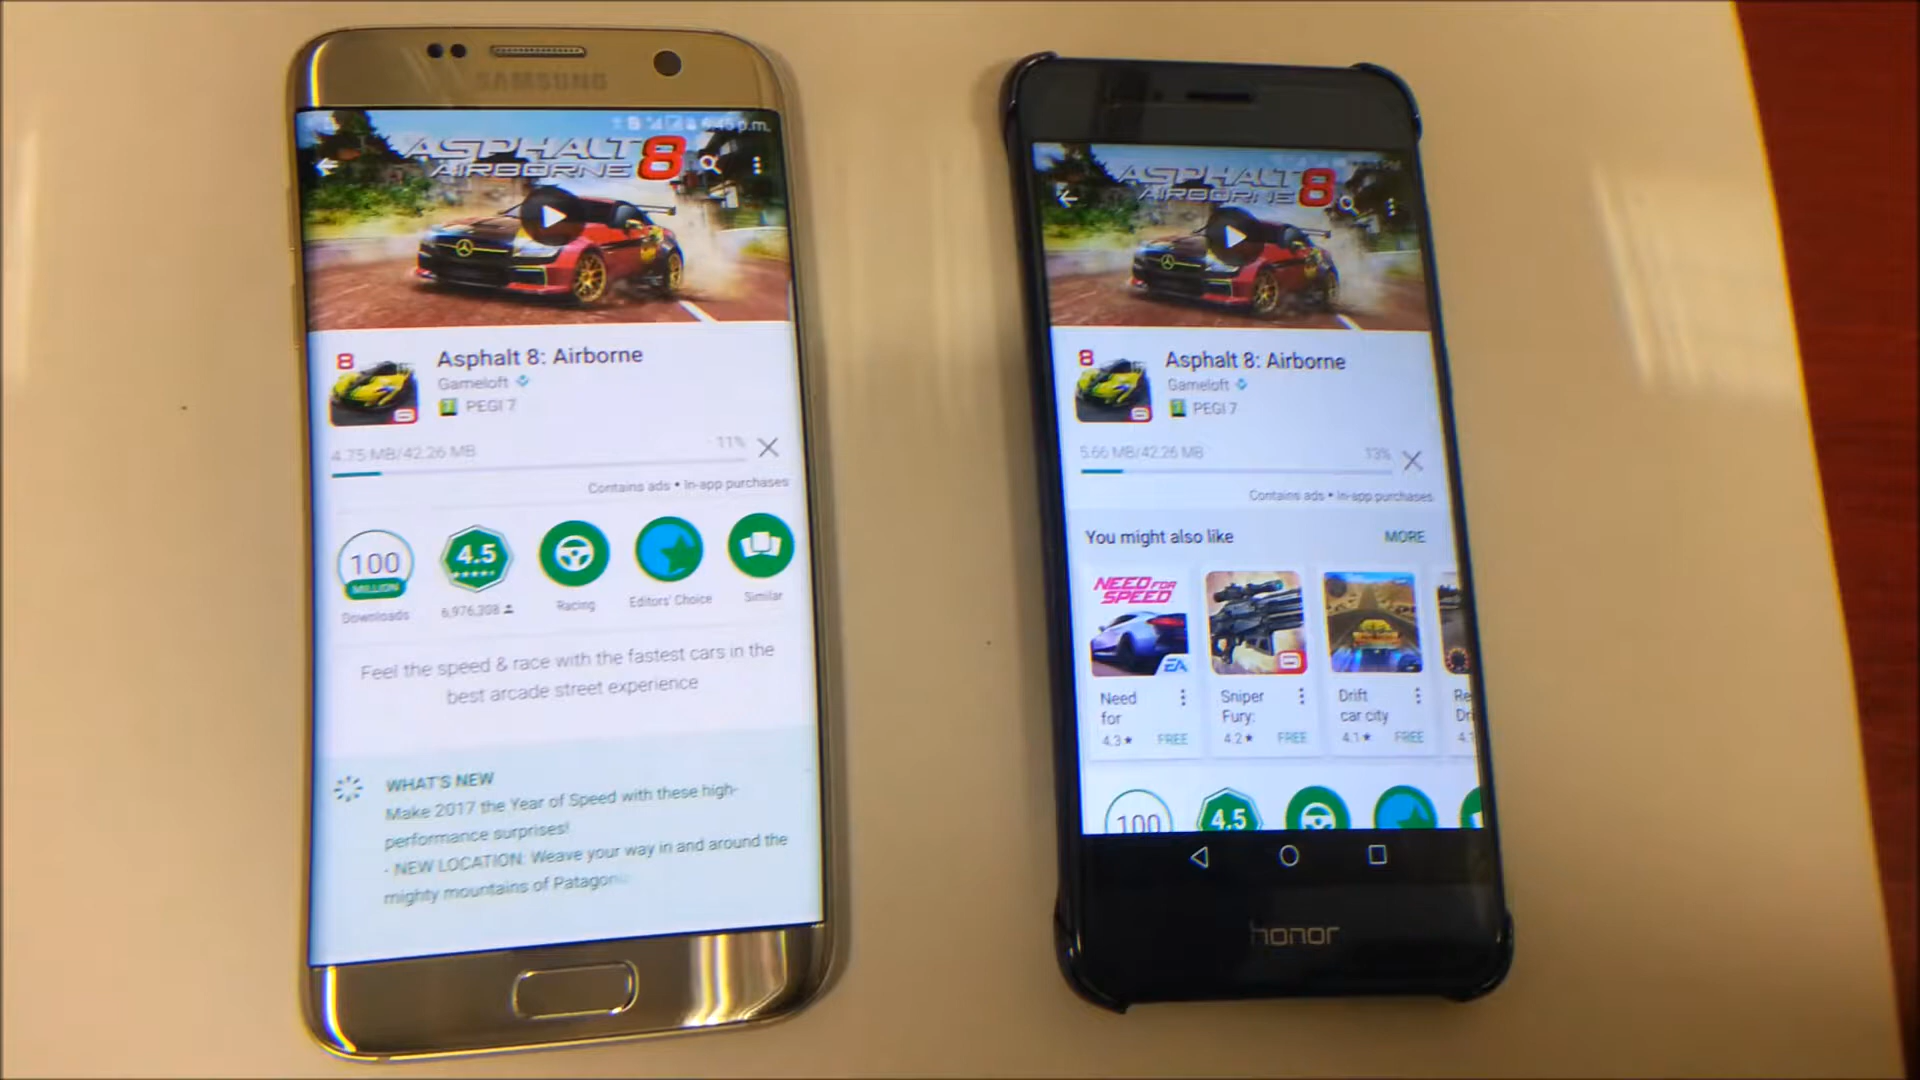 SAMSUNG
6:45 p.m.
ASPHALT 8
AIRBORNE
Asphalt 8: Airborne
Gameloft
PEGI 7
4.75 MB/42.26 MB
11%
Contains ads • In-app purchases
100
MILLION
Downloads
4.5
6,976,308
Racing
Editors' Choice
Similar
Feel the speed & race with the fastest cars in the
best arcade street experience
WHAT'S NEW
Make 2017 the Year of Speed with these high-
performance surprises!
- NEW LOCATION: Weave your way in and around the
mighty mountains of
ASPHALT 8
AIRBORNE
8
Asphalt 8: Airborne
Gameloft
PEGI 7
5.66 MB/42.26 MB
13%
Contains ads • In-app purchases
You might also like
MORE
NEED FOR
SPEED
EA
Need
for
4.3★ FREE
Sniper
Fury:
4.2★ FREE
Drift
car city
4.1★ FREE
Re
100
4.5
honor